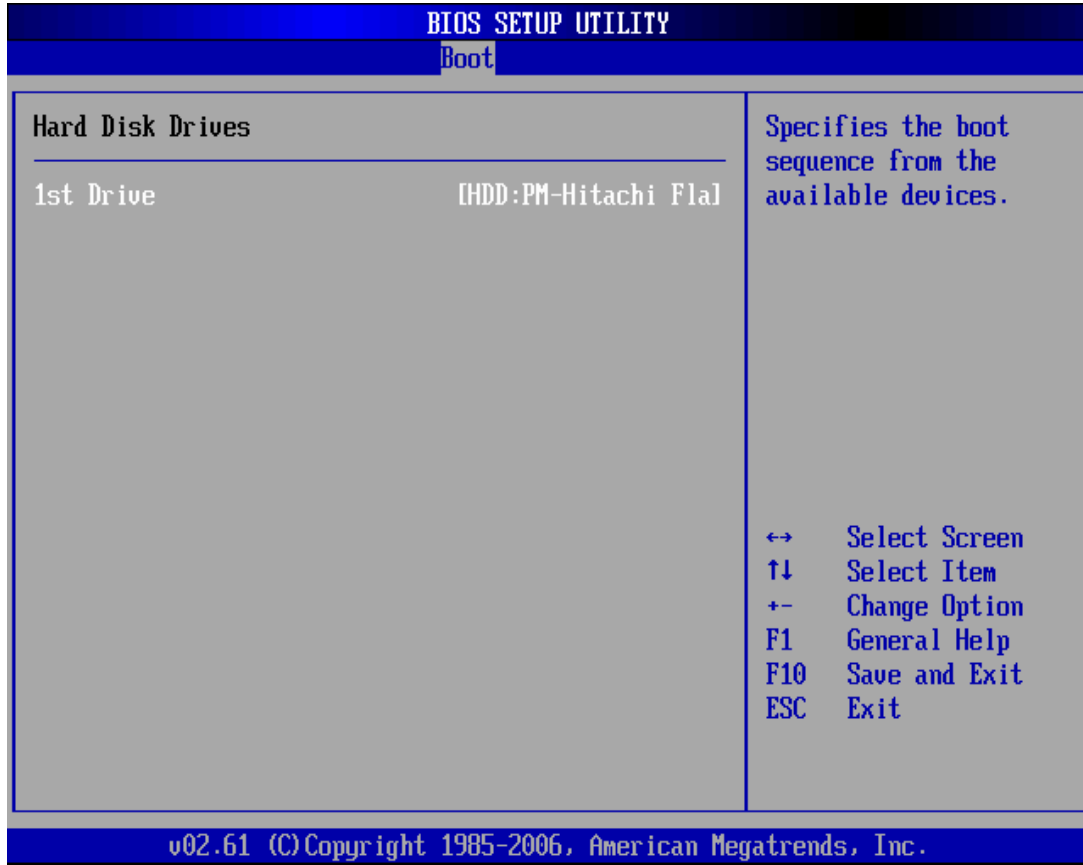 BIOS SETUP UTILITY
Boot
Hard Disk Drives
1st Drive [HDD:PM-Hitachi Fla]
Specifies the boot
sequence from the
available devices.
←→ Select Screen
↑↓ Select Item
+- Change Option
F1 General Help
F10 Save and Exit
ESC Exit
v02.61 (C)Copyright 1985-2006, American Megatrends, Inc.